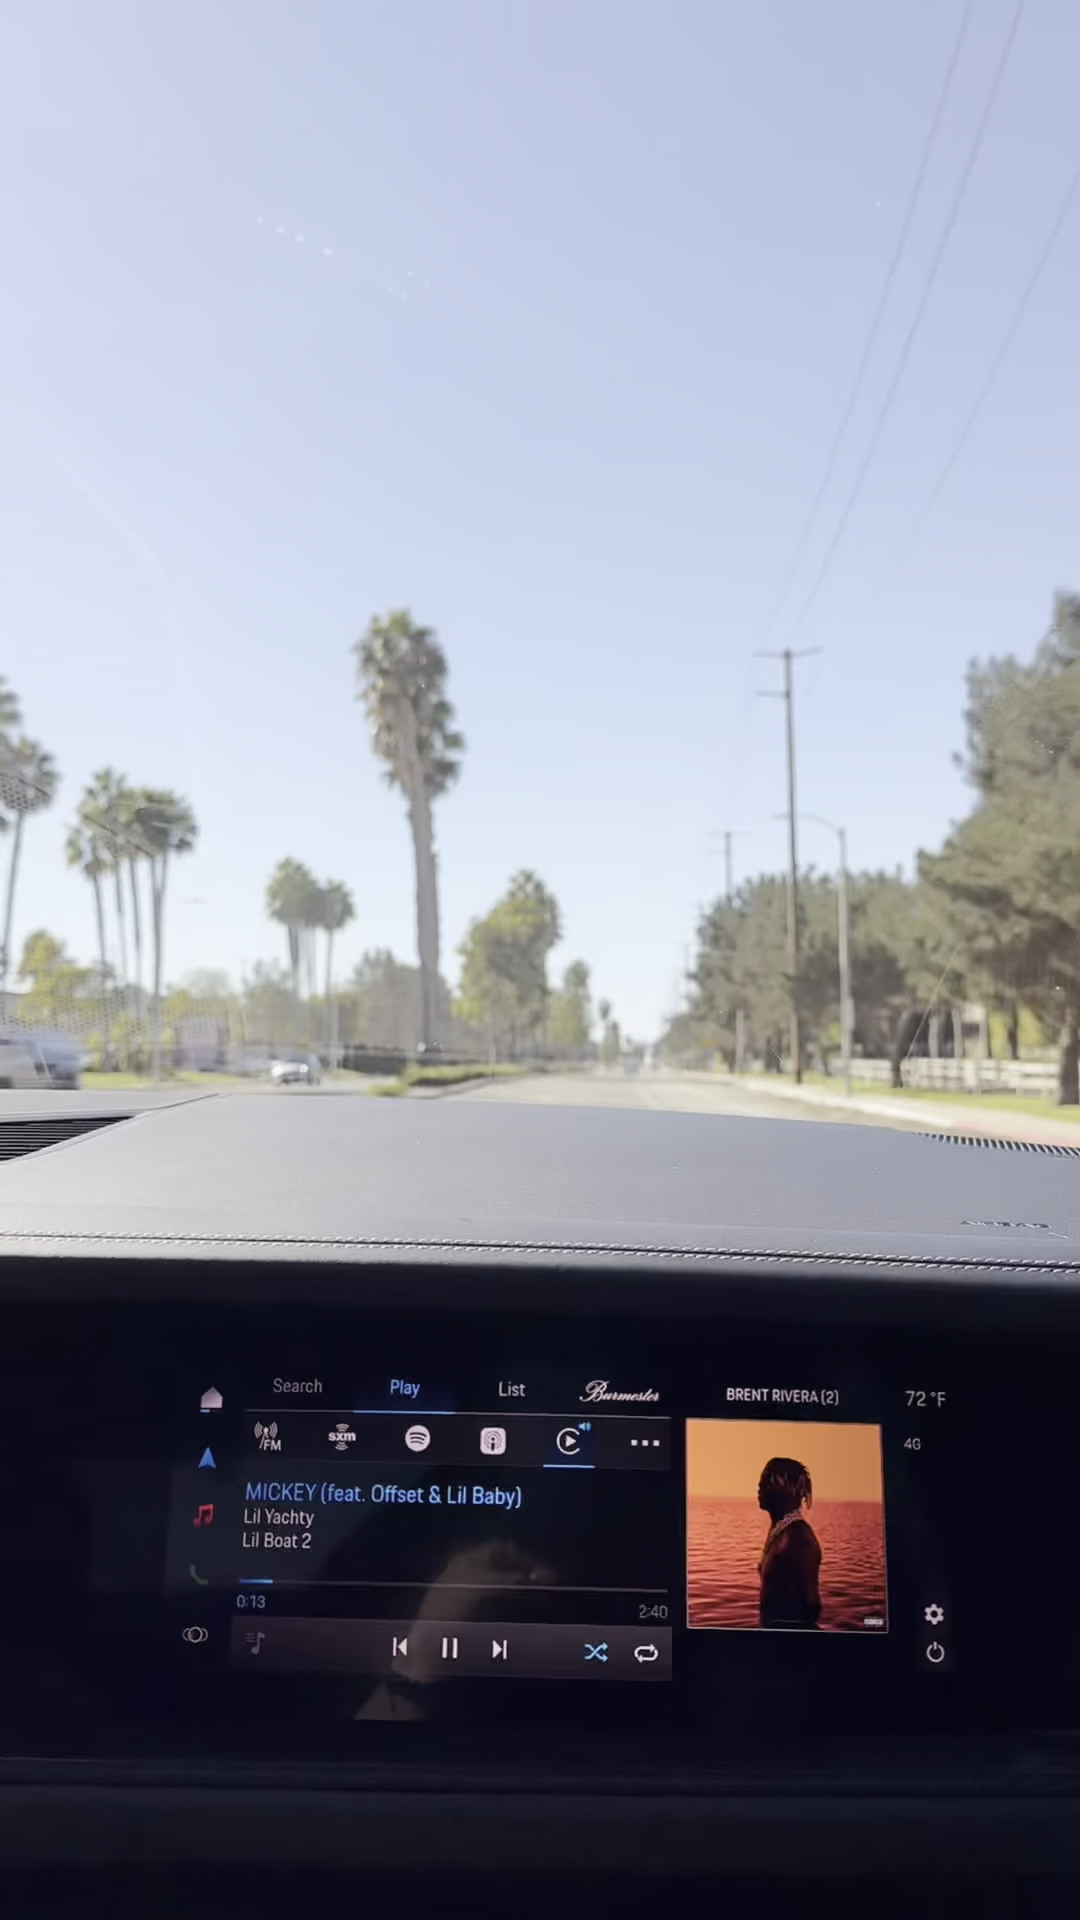 Search Play List Burmester BRENT RIVERA (2) 72 °F
FM sxm
4G
MICKEY (feat. Offset & Lil Baby)
Lil Yachty
Lil Boat 2
0:13 2:40